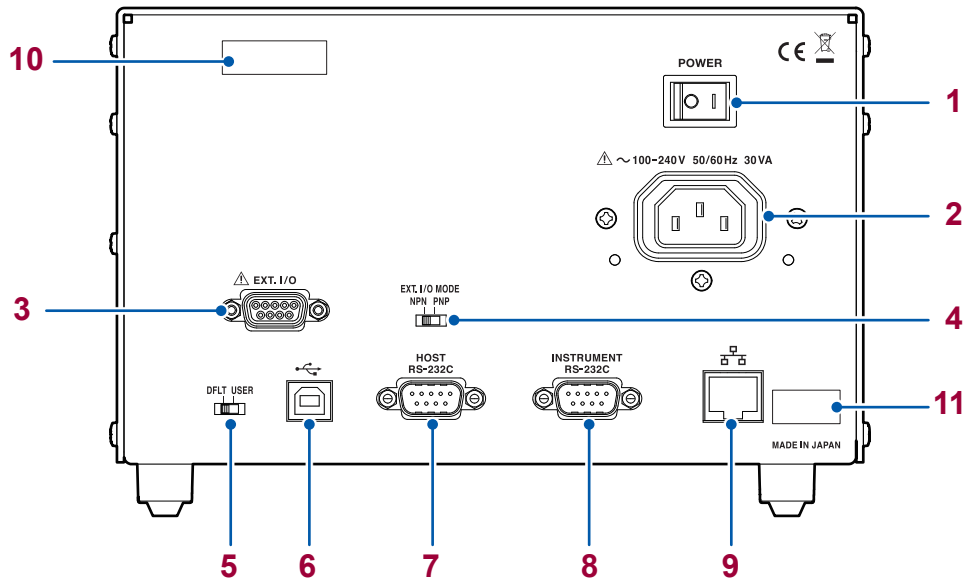 10
CE
POWER
1
⚠ ~ 100-240V 50/60Hz 30VA
2
⚠ EXT. I/O
3
EXT. I/O MODE
NPN PNP
4
HOST
RS-232C
INSTRUMENT
RS-232C
DFLT USER
11
MADE IN JAPAN
5
6
7
8
9